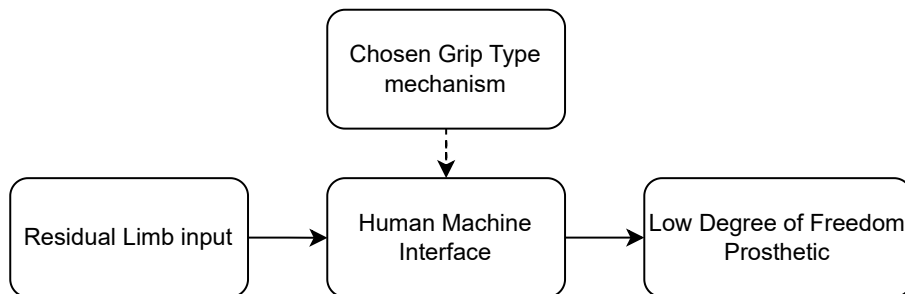 Chosen Grip Type
mechanism
Residual Limb input
Human Machine
Interface
Low Degree of Freedom
Prosthetic